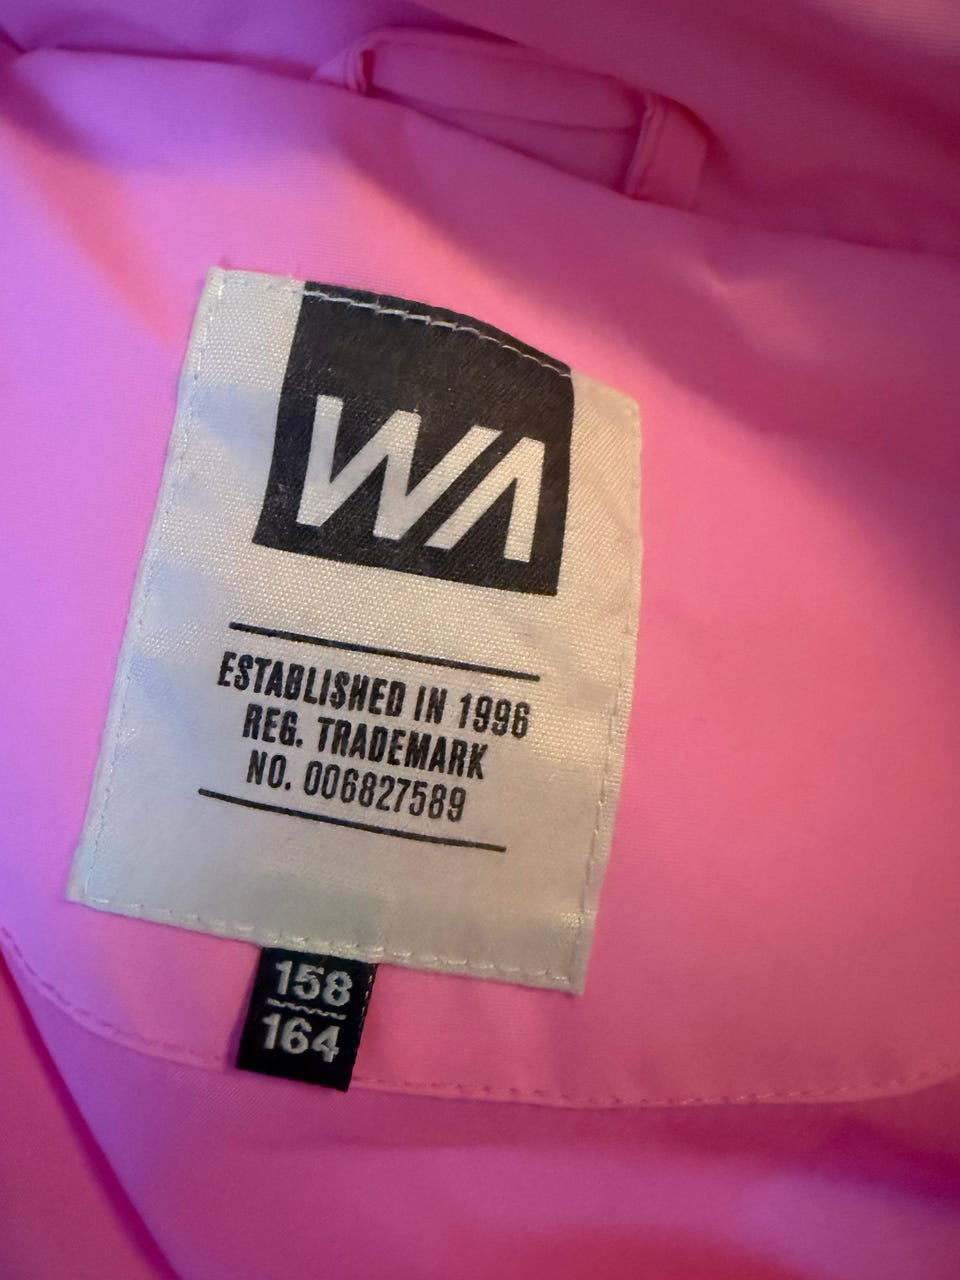 WA
ESTABLISHED IN 1996
REG. TRADEMARK
NO. 006827589
158
164